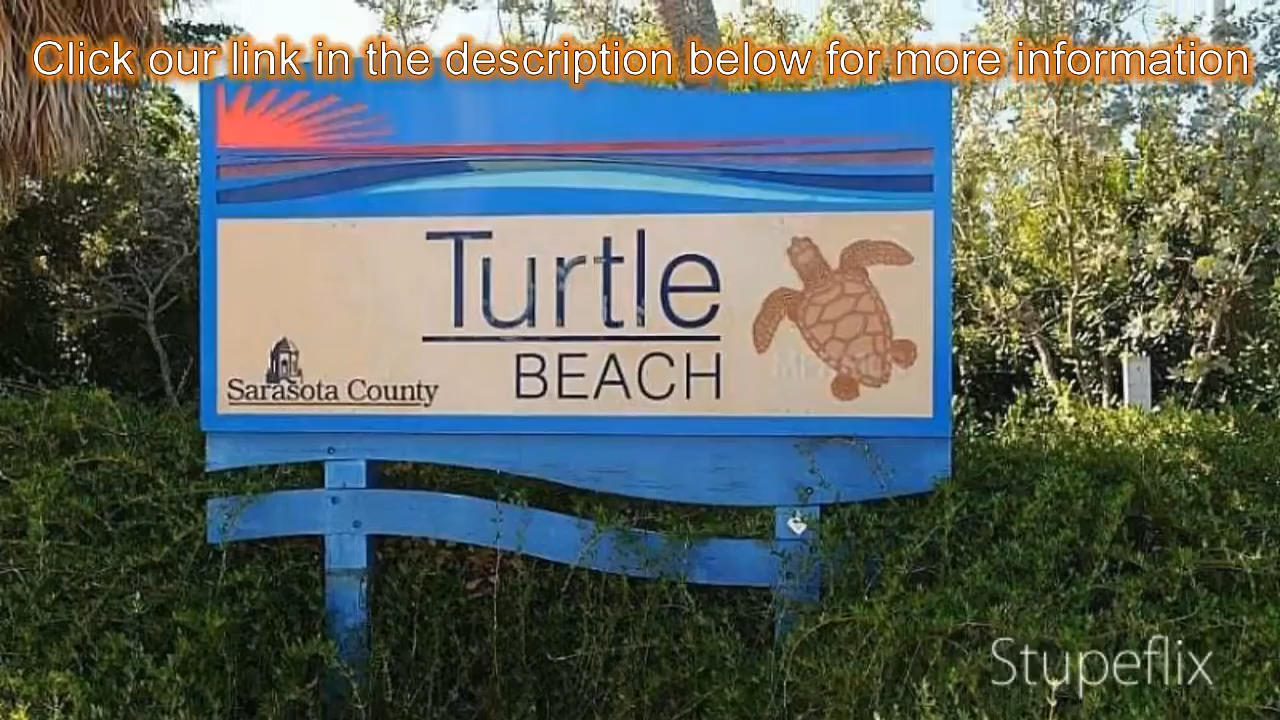 Click our link in the description below for more information
Turtle
BEACH
Sarasota County
Stupeflix